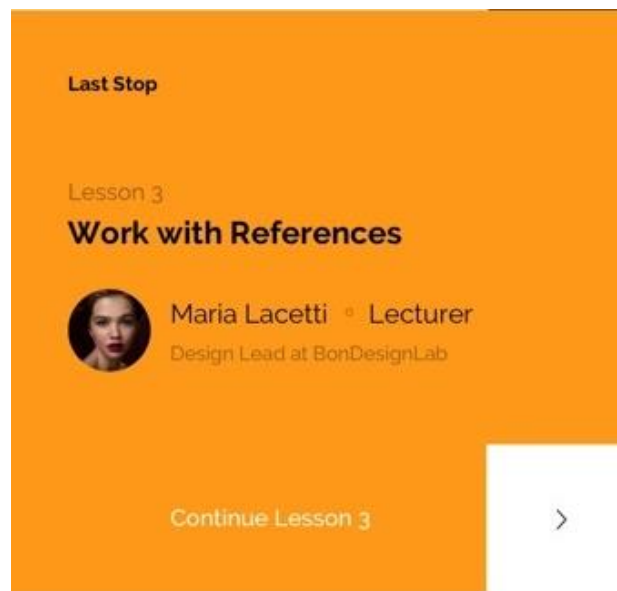 Last Stop
Lesson 3
Work with References
Maria Lacetti ∘ Lecturer
Design Lead at BonDesignLab
Continue Lesson 3